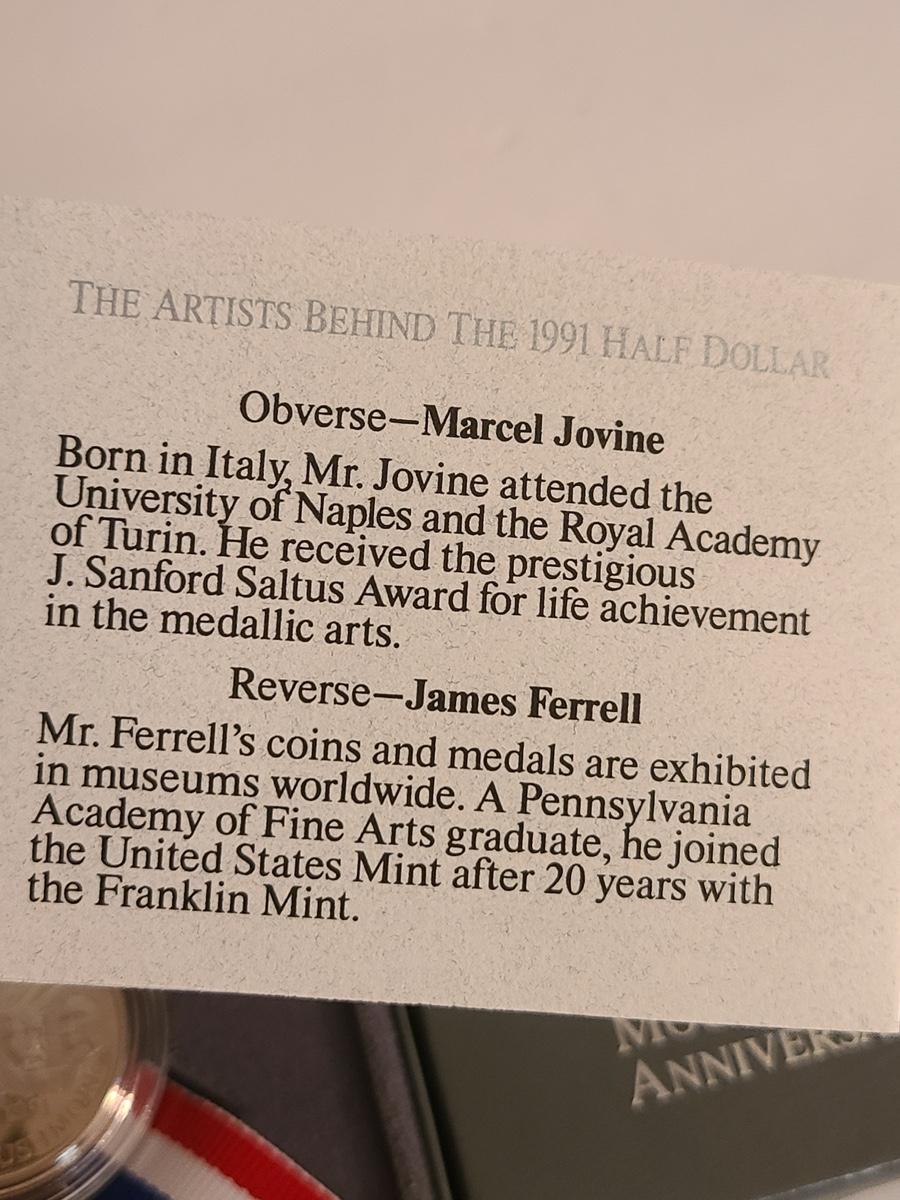 THE ARTISTS BEHIND THE 1991 HALF DOLLAR
Obverse—Marcel Jovine
Born in Italy, Mr. Jovine attended the
University of Naples and the Royal Academy
of Turin. He received the prestigious
J. Sanford Saltus Award for life achievement
in the medallic arts.
Reverse—James Ferrell
Mr. Ferrell's coins and medals are exhibited
in museums worldwide. A Pennsylvania
Academy of Fine Arts graduate, he joined
the United States Mint after 20 years with
the Franklin Mint.